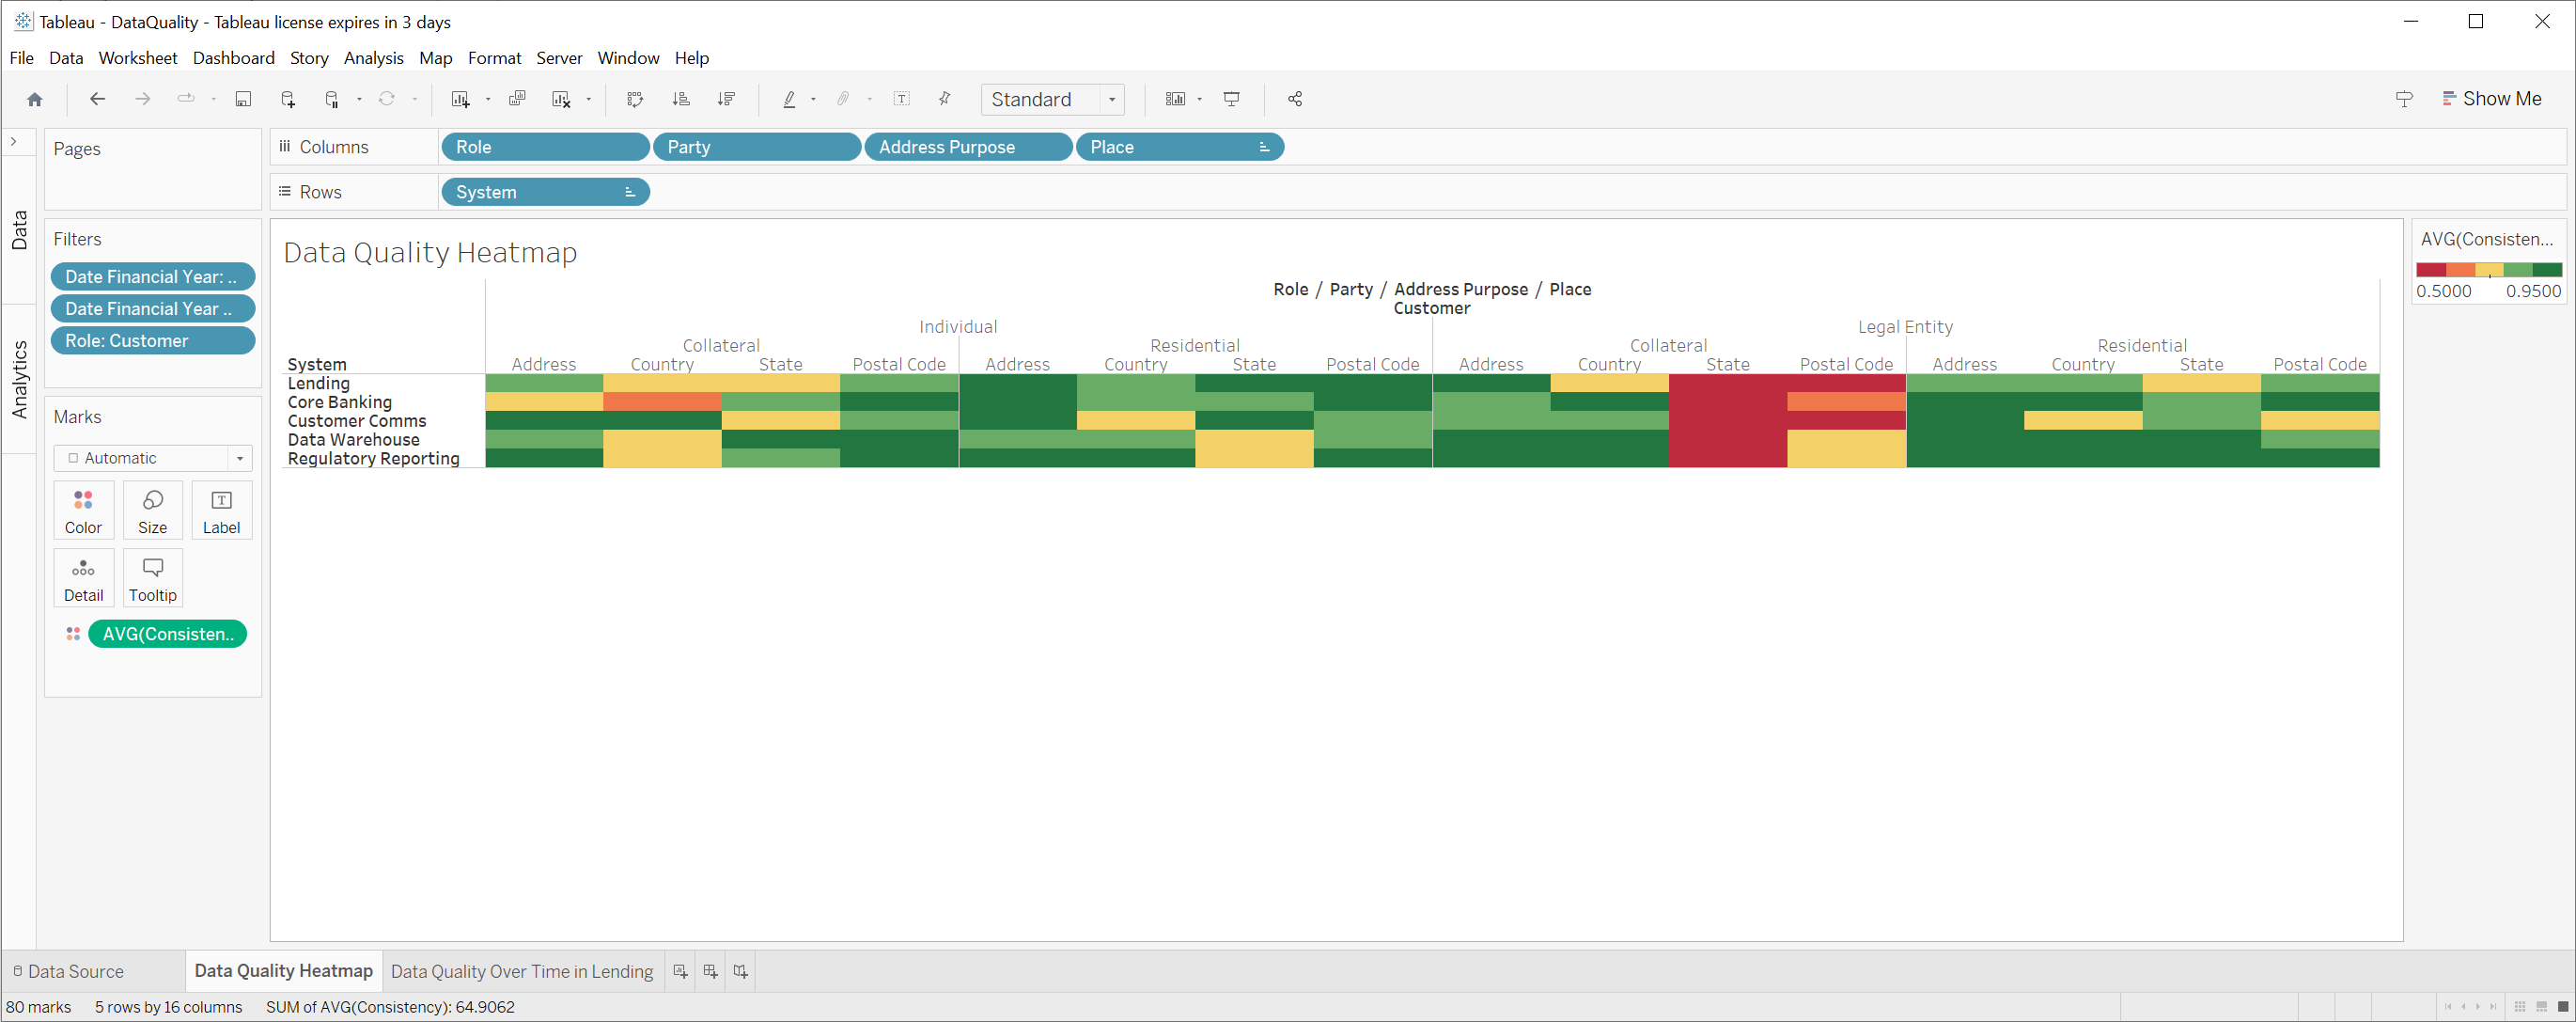 Tableau - DataQuality - Tableau license expires in 3 days
File Data Worksheet Dashboard Story Analysis Map Format Server Window Help
Standard
Show Me
Data
Analytics
Pages
Columns
Role Party Address Purpose Place
Rows
System
Filters
Date Financial Year: ..
Date Financial Year ..
Role: Customer
Marks
Automatic
Color Size Label
Detail Tooltip
AVG(Consisten..
Data Quality Heatmap
Role / Party / Address Purpose / Place
Customer
Individual Legal Entity
Collateral Residential Collateral Residential
System Address Country State Postal Code Address Country State Postal Code Address Country State Postal Code Address Country State Postal Code
Lending
Core Banking
Customer Comms
Data Warehouse
Regulatory Reporting
AVG(Consisten...
0.5000 0.9500
Data Source Data Quality Heatmap Data Quality Over Time in Lending
80 marks 5 rows by 16 columns SUM of AVG(Consistency): 64.9062